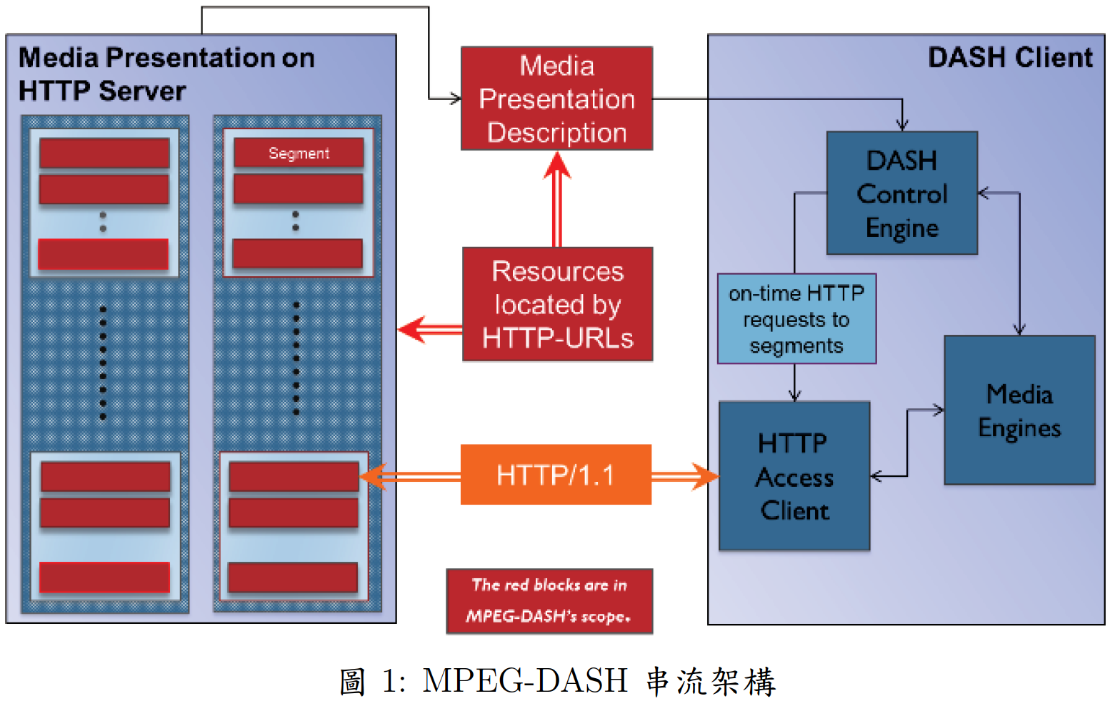 Media Presentation on
HTTP Server
Segment
Media
Presentation
Description
Resources
located by
HTTP-URLs
HTTP/1.1
The red blocks are in
MPEG-DASH's scope.
DASH Client
DASH
Control
Engine
on-time HTTP
requests to
segments
Media
Engines
HTTP
Access
Client
圖 1: MPEG-DASH 串流架構